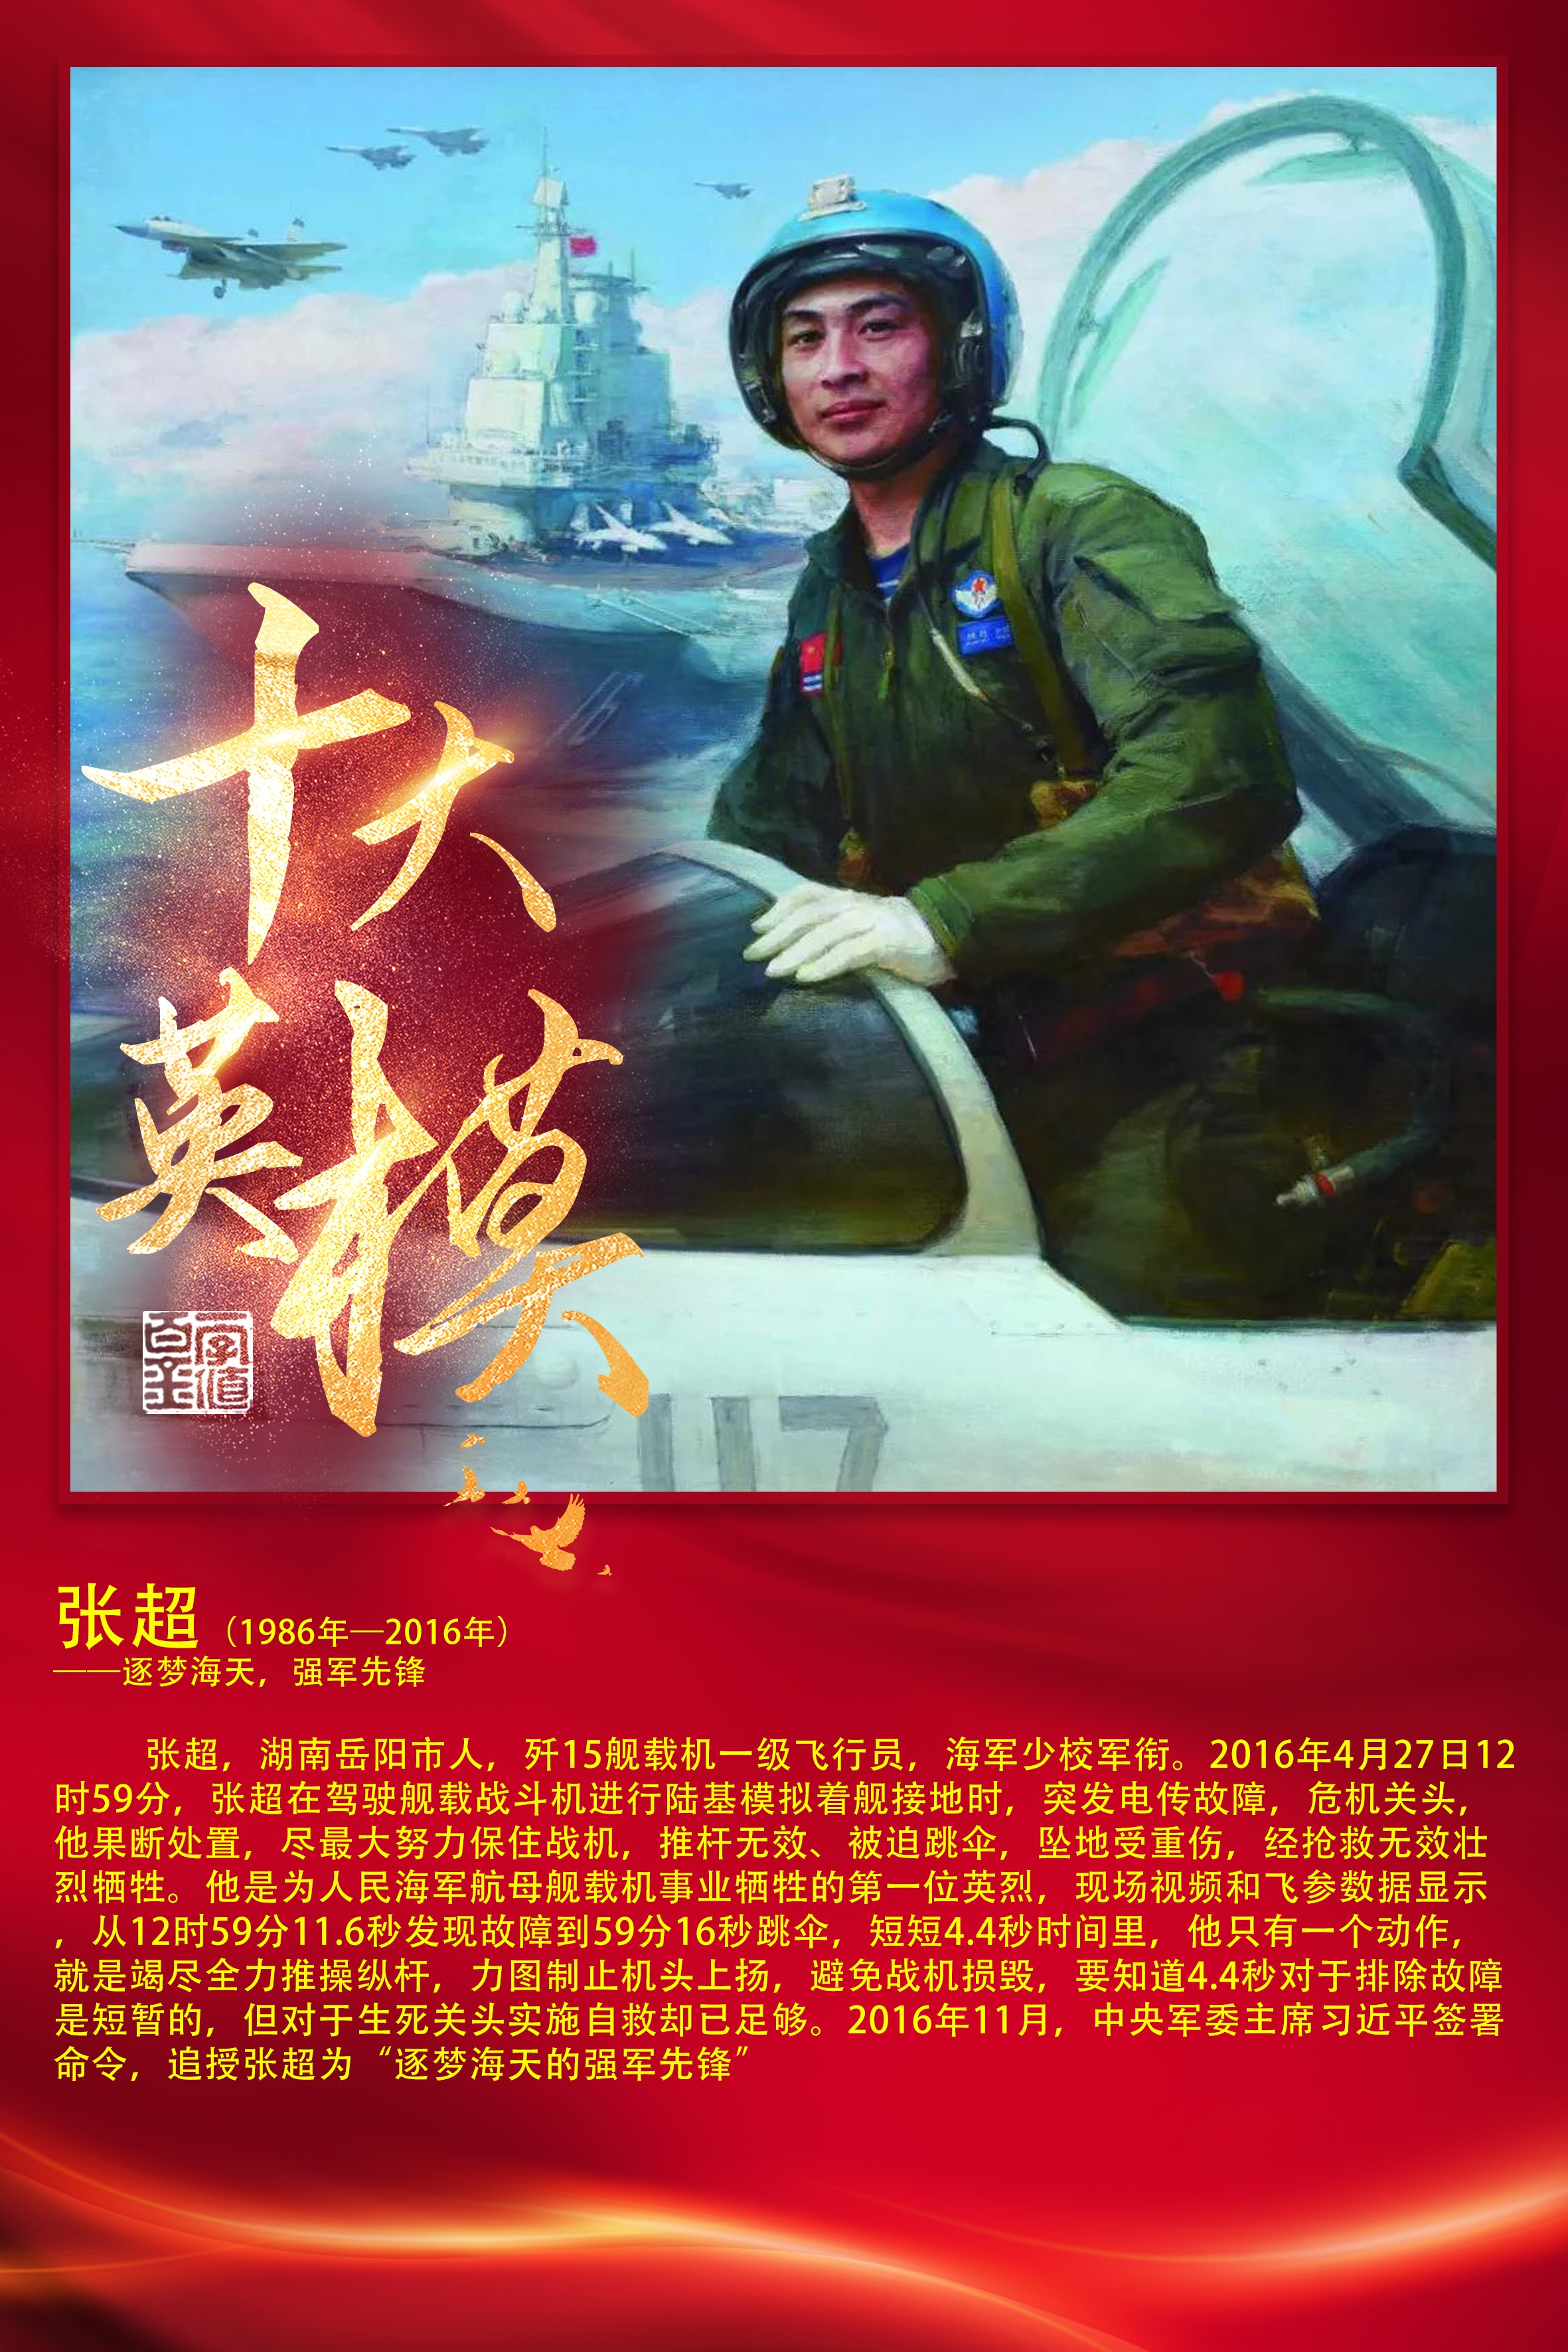 十大
英模
一字值
百金
16
117
张超（1986年—2016年）
——逐梦海天，强军先锋
张超，湖南岳阳市人，歼15舰载机一级飞行员，海军少校军衔。2016年4月27日12
时59分，张超在驾驶舰载战斗机进行陆基模拟着舰接地时，突发电传故障，危机关头，
他果断处置，尽最大努力保住战机，推杆无效、被迫跳伞，坠地受重伤，经抢救无效壮
烈牺牲。他是为人民海军航母舰载机事业牺牲的第一位英烈，现场视频和飞参数据显示
，从12时59分11.6秒发现故障到59分16秒跳伞，短短4.4秒时间里，他只有一个动作，
就是竭尽全力推操纵杆，力图制止机头上扬，避免战机损毁，要知道4.4秒对于排除故障
是短暂的，但对于生死关头实施自救却已足够。2016年11月，中央军委主席习近平签署
命令，追授张超为“逐梦海天的强军先锋”